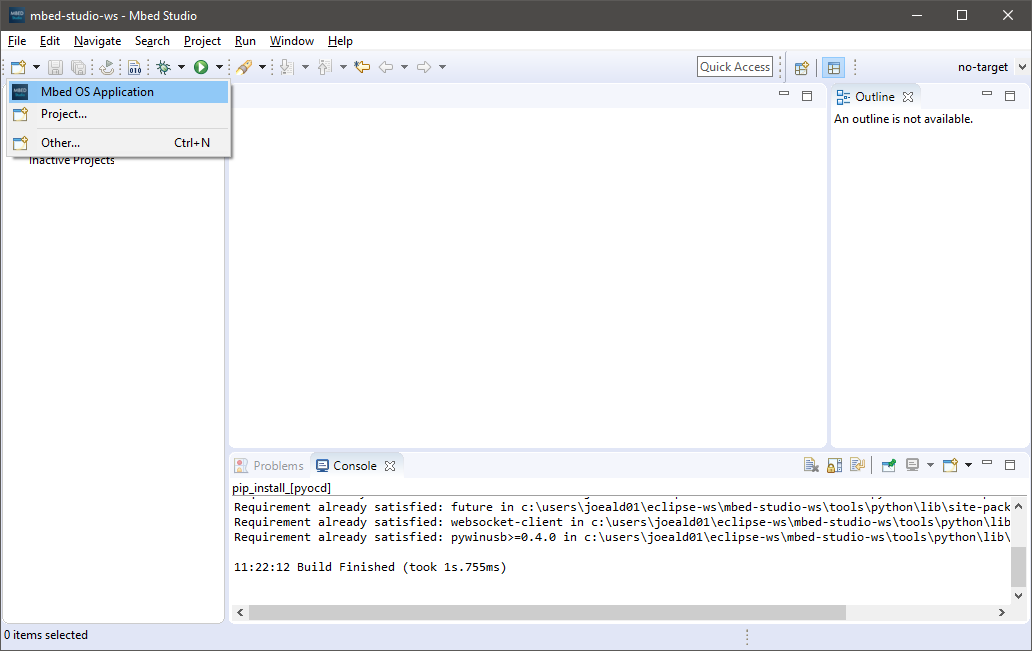 mbed-studio-ws - Mbed Studio
File Edit Navigate Search Project Run Window Help
Quick Access
no-target
Mbed OS Application
Project...
Other... Ctrl+N
Inactive Projects
Outline
An outline is not available.
Problems Console
pip_install_[pyocd]
Requirement already satisfied: future in c:\users\joeald01\eclipse-ws\mbed-studio-ws\tools\python\lib\site-pack
Requirement already satisfied: websocket-client in c:\users\joeald01\eclipse-ws\mbed-studio-ws\tools\python\lib
Requirement already satisfied: pywinusb>=0.4.0 in c:\users\joeald01\eclipse-ws\mbed-studio-ws\tools\python\lib\
11:22:12 Build Finished (took 1s.755ms)
0 items selected